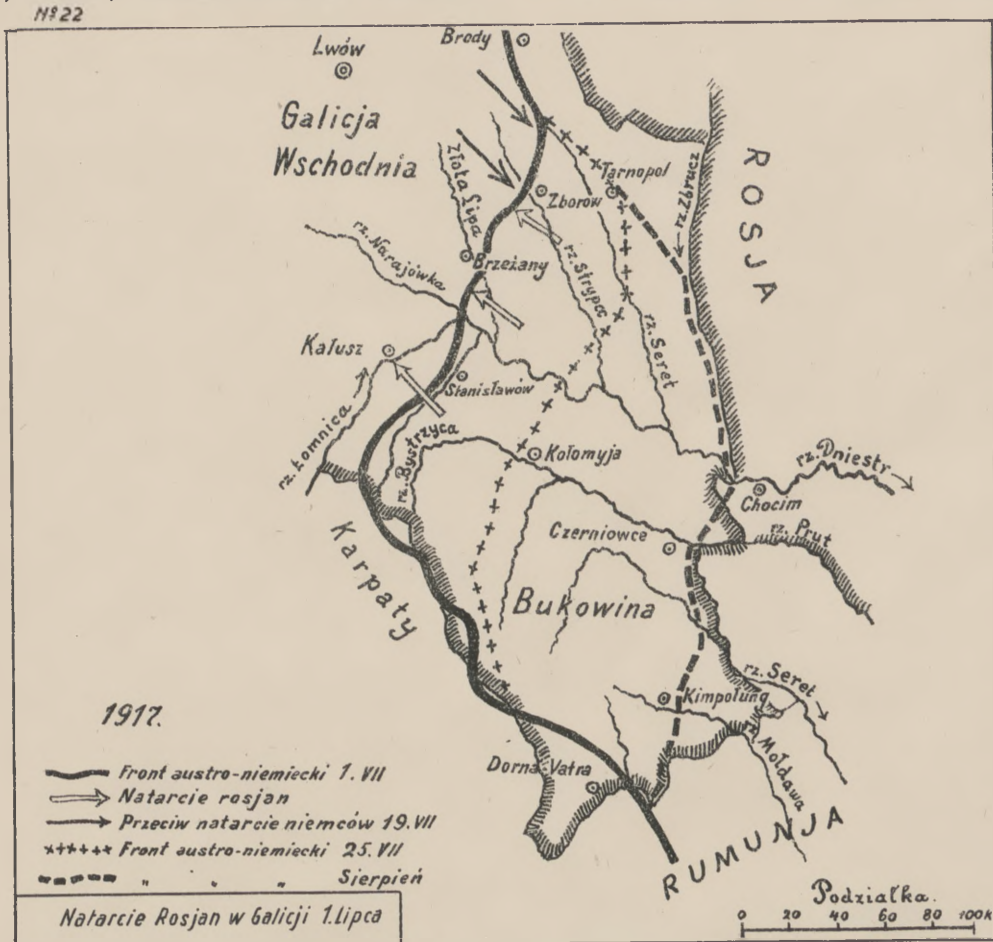 No 22
Lwów
Brody
Galicja
Wschodnia
ROSJA
złota Lipa
Tarnopol
rz. Zbrucz
Zborów
rz. Narajówka
Brzeżany
rz. Strypa
rz. Seret
Kałusz
Stanisławów
rz. Łomnica
rz. Bystrzyca
Kołomyja
rz. Dniestr
Chocim
Karpaty
Czerniowce
rz. Prut
Bukowina
rz. Seret
Kimpolung
rz. Mołdawa
Dorna-Vatra
RUMUNJA
1917.
Front austro-niemiecki 1. VII
Natarcie rosjan
Przeciw natarcie niemców 19. VII
Front austro-niemiecki 25. VII
" " " Sierpień
Natarcie Rosjan w Galicji 1. Lipca
Podziałka.
0 20 40 60 80 100k